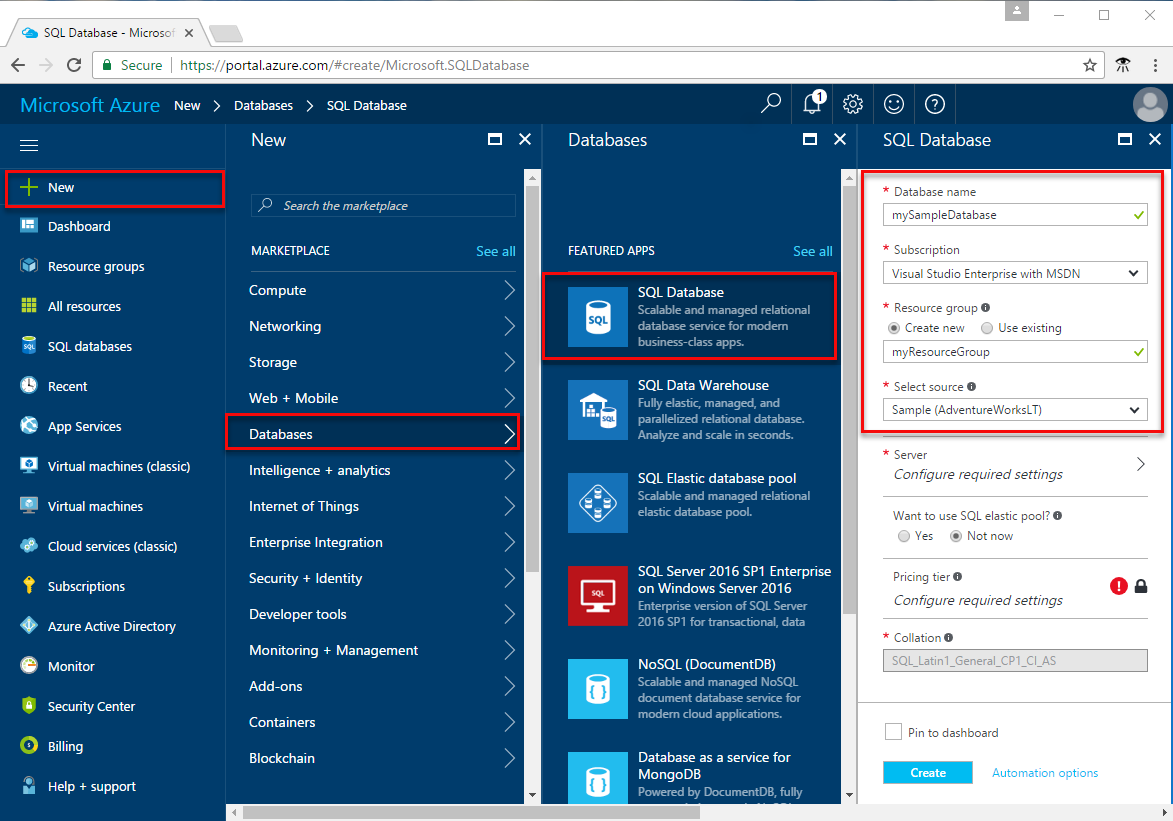 SQL Database - Microsof
Secure
https://portal.azure.com/#create/Microsoft.SQLDatabase
Microsoft Azure New > Databases > SQL Database
1
New
Dashboard
Resource groups
All resources
SQL databases
Recent
App Services
Virtual machines (classic)
Virtual machines
Cloud services (classic)
Subscriptions
Azure Active Directory
Monitor
Security Center
Billing
Help + support
New
Search the marketplace
MARKETPLACE
See all
Compute
Networking
Storage
Web + Mobile
Databases
Intelligence + analytics
Internet of Things
Enterprise Integration
Security + Identity
Developer tools
Monitoring + Management
Add-ons
Containers
Blockchain
Databases
FEATURED APPS
See all
SQL
SQL Database
Scalable and managed relational
database service for modern
business-class apps.
SQL
SQL Data Warehouse
Fully elastic, managed, and
parallelized relational database.
Analyze and scale in seconds.
SQL Elastic database pool
Scalable and managed relational
elastic database pool.
SQL
SQL Server 2016 SP1 Enterprise
on Windows Server 2016
Enterprise version of SQL Server
2016 SP1 for transactional, data
NoSQL (DocumentDB)
Scalable and managed NoSQL
document database service for
modern cloud applications.
Database as a service for
MongoDB
Powered by DocumentDB, fully
SQL Database
* Database name
mySampleDatabase
* Subscription
Visual Studio Enterprise with MSDN
* Resource group
Create new
Use existing
myResourceGroup
* Select source
Sample (AdventureWorksLT)
* Server
Configure required settings
Want to use SQL elastic pool?
Yes
Not now
Pricing tier
Configure required settings
* Collation
SQL_Latin1_General_CP1_CI_AS
Pin to dashboard
Create
Automation options